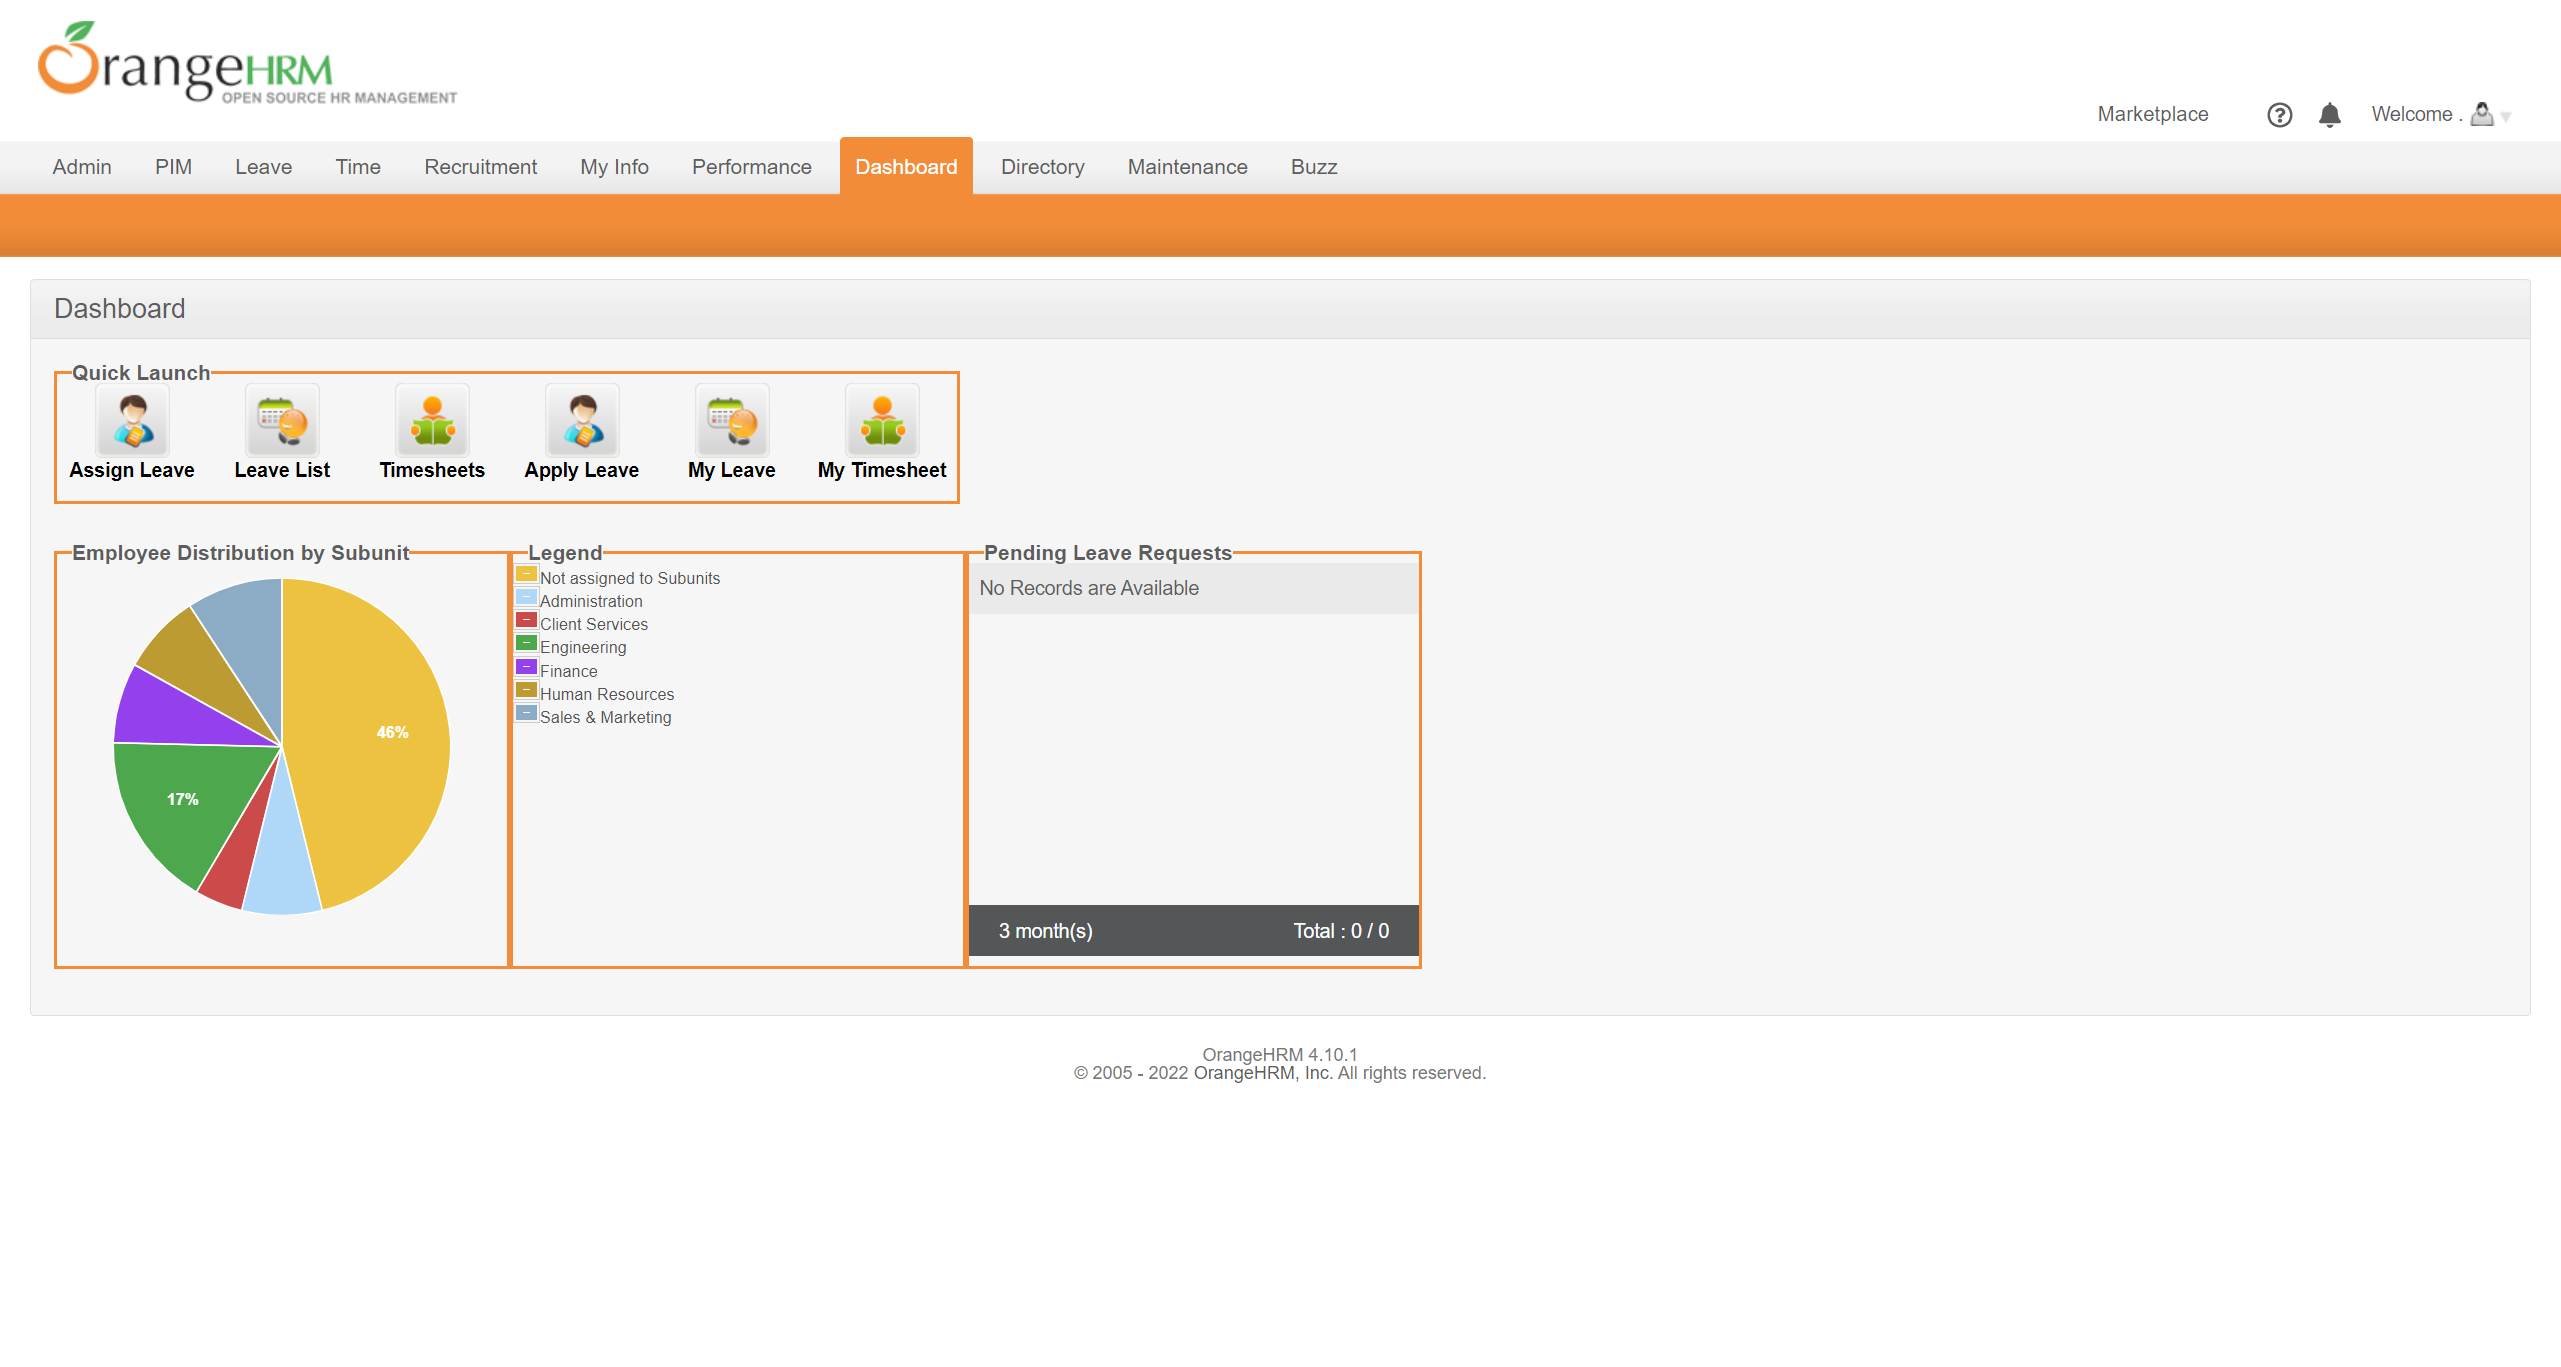 OrangeHRM
OPEN SOURCE HR MANAGEMENT
Marketplace
Welcome .
Admin PIM Leave Time Recruitment My Info Performance Dashboard Directory Maintenance Buzz
Dashboard
Quick Launch
Assign Leave Leave List Timesheets Apply Leave My Leave My Timesheet
Employee Distribution by Subunit
46%
17%
Legend
Not assigned to Subunits
Administration
Client Services
Engineering
Finance
Human Resources
Sales & Marketing
Pending Leave Requests
No Records are Available
3 month(s) Total : 0 / 0
OrangeHRM 4.10.1
© 2005 - 2022 OrangeHRM, Inc. All rights reserved.